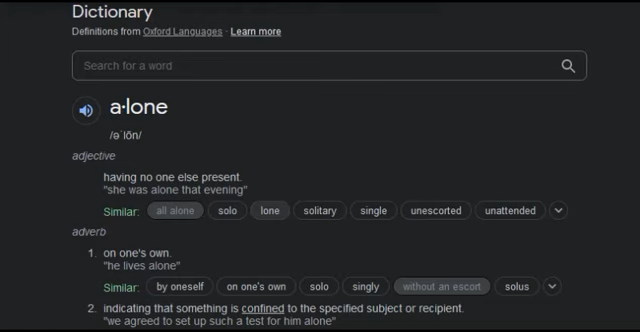 Dictionary
Definitions from Oxford Languages · Learn more
Search for a word
a·lone
/əˈlōn/
adjective
having no one else present.
"she was alone that evening"
Similar: all alone solo lone solitary single unescorted unattended
adverb
1. on one's own.
"he lives alone"
Similar: by oneself on one's own solo singly without an escort solus
2. indicating that something is confined to the specified subject or recipient.
"we agreed to set up such a test for him alone"